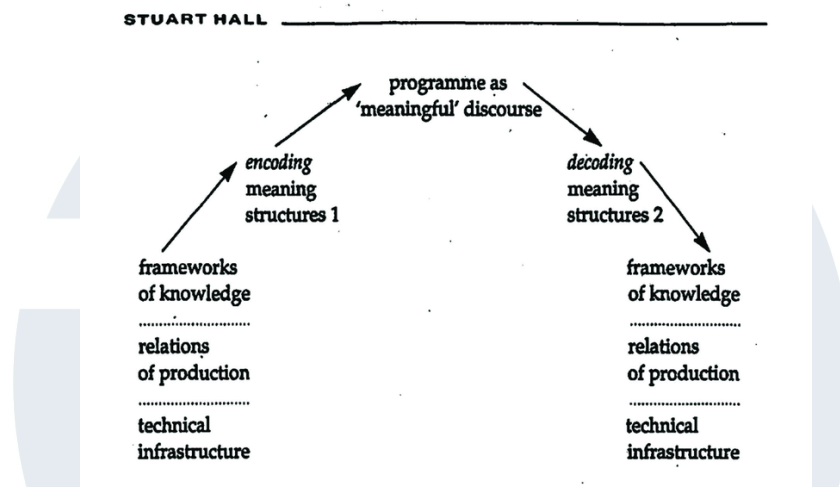 STUART HALL
programme as
'meaningful' discourse
encoding
meaning
structures 1
decoding
meaning
structures 2
frameworks
of knowledge
relations
of production
technical
infrastructure
frameworks
of knowledge
relations
of production
technical
infrastructure